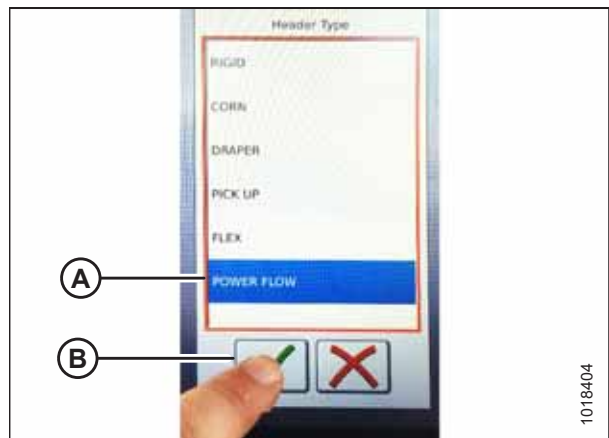 Header Type
RIGID
CORN
DRAPER
PICK UP
FLEX
A
POWER FLOW
B
1018404